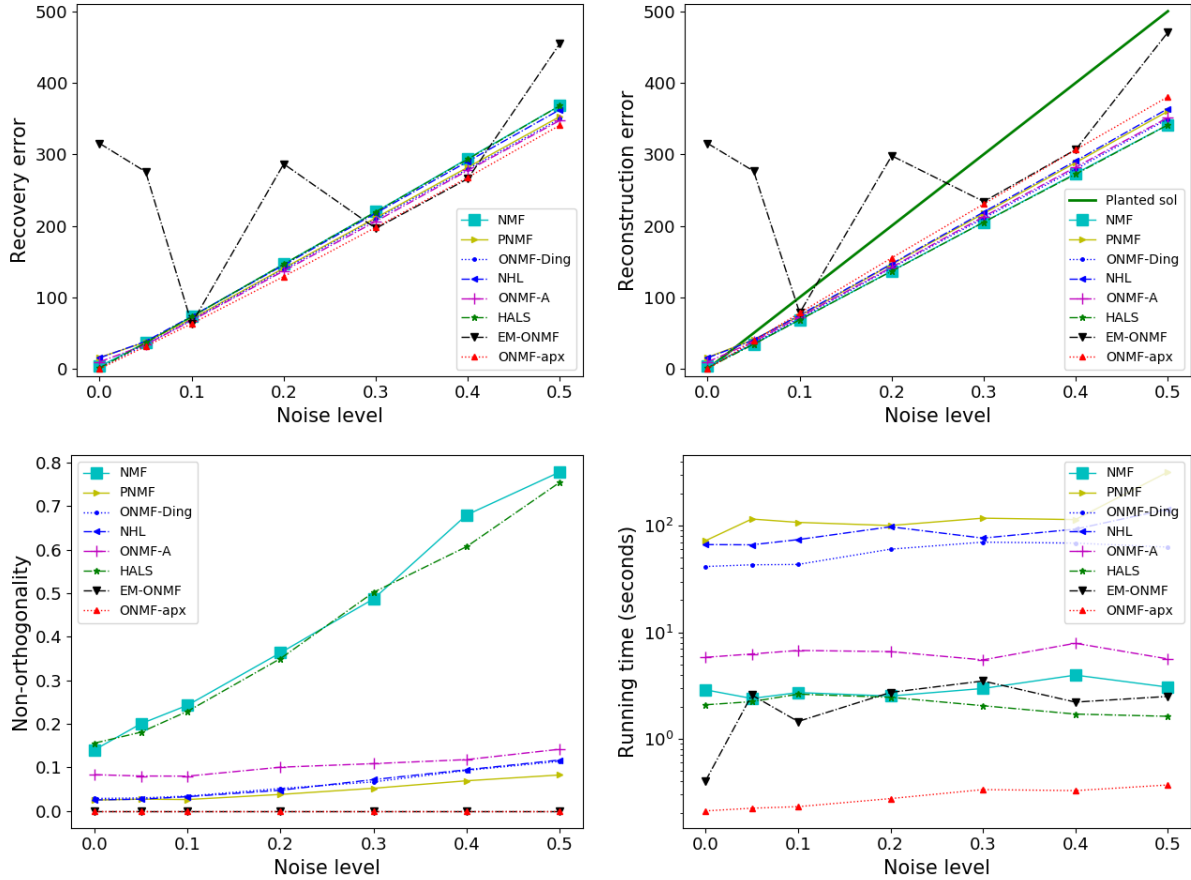 500
400
300
200
100
0
Recovery error
0.0 0.1 0.2 0.3 0.4 0.5
Noise level
NMF
PNMF
ONMF-Ding
NHL
ONMF-A
HALS
EM-ONMF
ONMF-apx
500
400
300
200
100
0
Reconstruction error
0.0 0.1 0.2 0.3 0.4 0.5
Noise level
Planted sol
NMF
PNMF
ONMF-Ding
NHL
ONMF-A
HALS
EM-ONMF
ONMF-apx
0.8
0.7
0.6
0.5
0.4
0.3
0.2
0.1
0.0
Non-orthogonality
0.0 0.1 0.2 0.3 0.4 0.5
Noise level
NMF
PNMF
ONMF-Ding
NHL
ONMF-A
HALS
EM-ONMF
ONMF-apx
10²
10¹
10⁰
Running time (seconds)
0.0 0.1 0.2 0.3 0.4 0.5
Noise level
NMF
PNMF
ONMF-Ding
NHL
ONMF-A
HALS
EM-ONMF
ONMF-apx